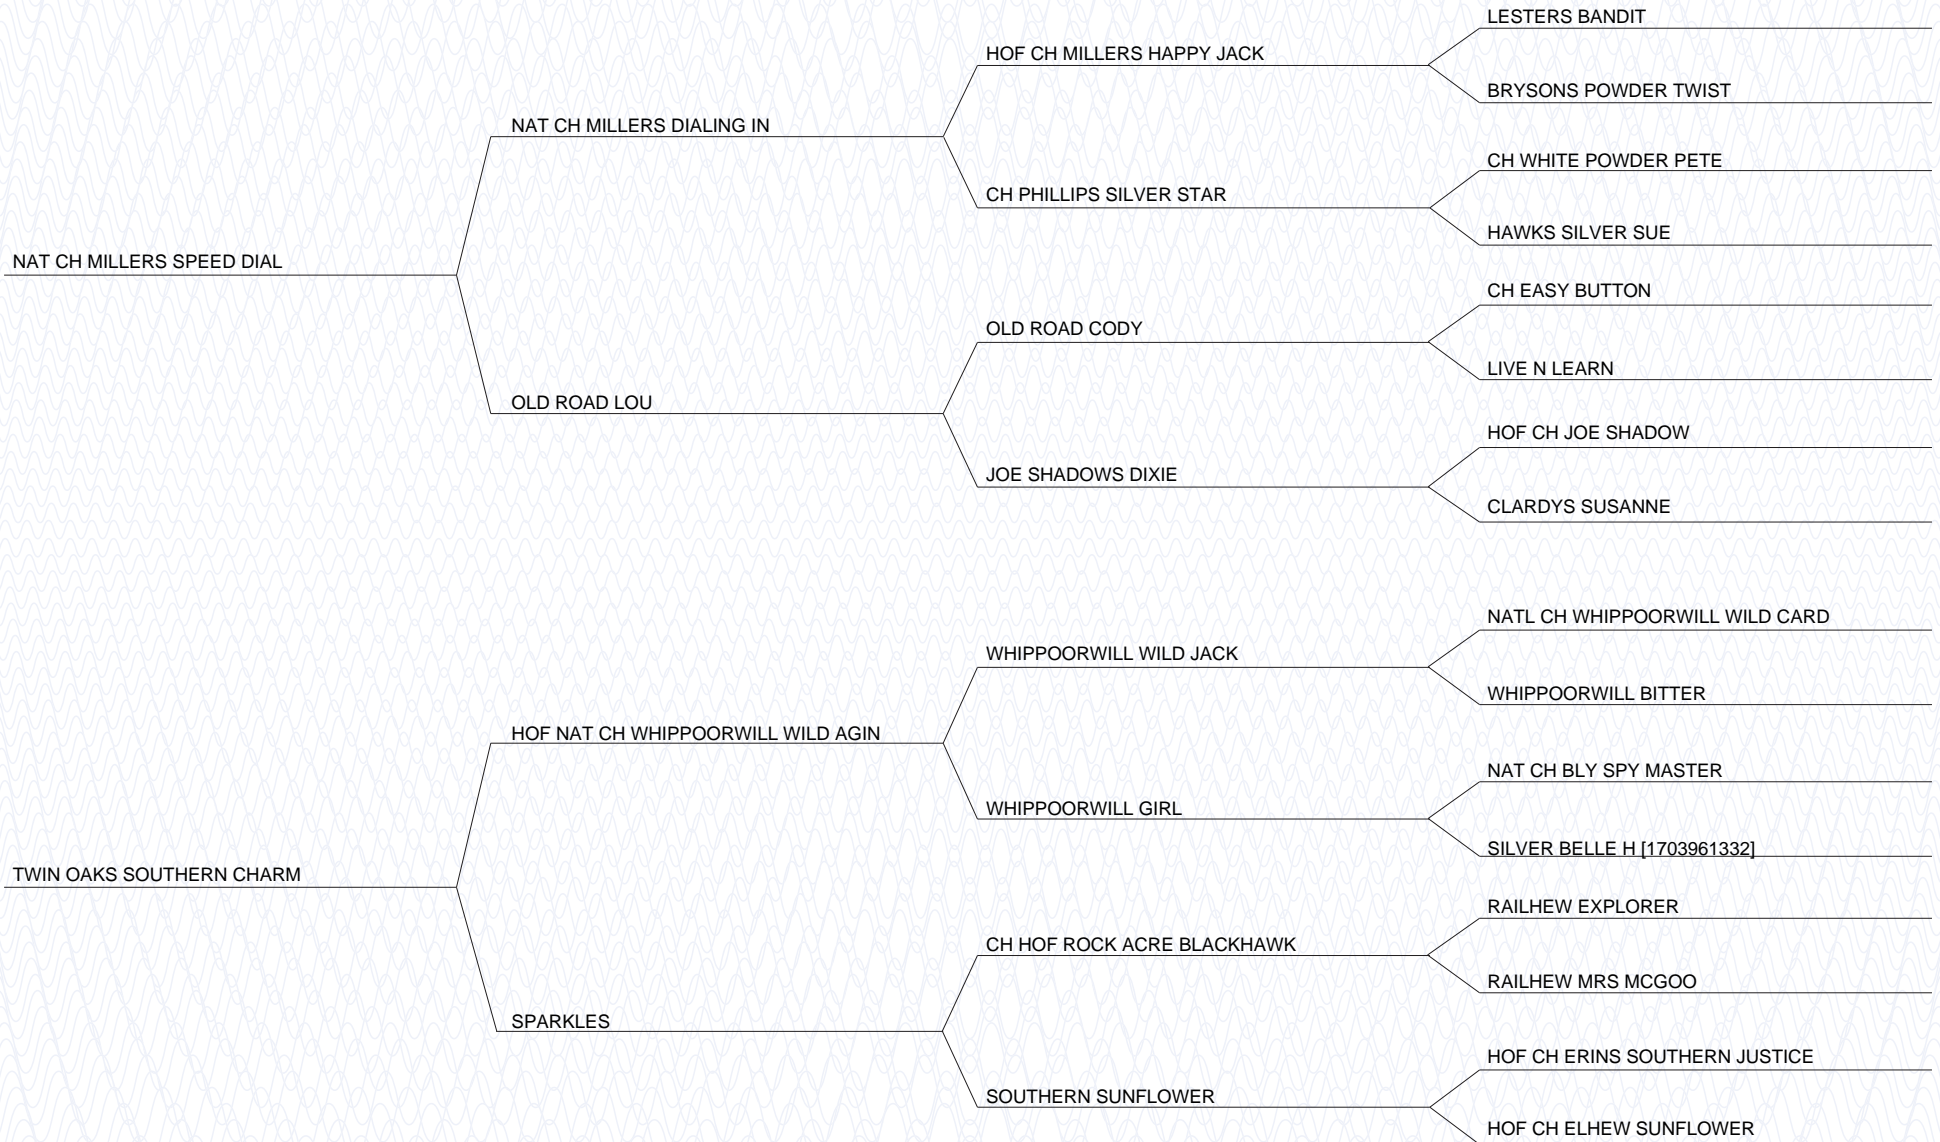 LESTERS BANDIT
HOF CH MILLERS HAPPY JACK
BRYSONS POWDER TWIST
NAT CH MILLERS DIALING IN
CH WHITE POWDER PETE
CH PHILLIPS SILVER STAR
HAWKS SILVER SUE
NAT CH MILLERS SPEED DIAL
CH EASY BUTTON
OLD ROAD CODY
LIVE N LEARN
OLD ROAD LOU
HOF CH JOE SHADOW
JOE SHADOWS DIXIE
CLARDYS SUSANNE
NATL CH WHIPPOORWILL WILD CARD
WHIPPOORWILL WILD JACK
WHIPPOORWILL BITTER
HOF NAT CH WHIPPOORWILL WILD AGIN
NAT CH BLY SPY MASTER
WHIPPOORWILL GIRL
SILVER BELLE H [1703961332]
TWIN OAKS SOUTHERN CHARM
RAILHEW EXPLORER
CH HOF ROCK ACRE BLACKHAWK
RAILHEW MRS MCGOO
SPARKLES
HOF CH ERINS SOUTHERN JUSTICE
SOUTHERN SUNFLOWER
HOF CH ELHEW SUNFLOWER